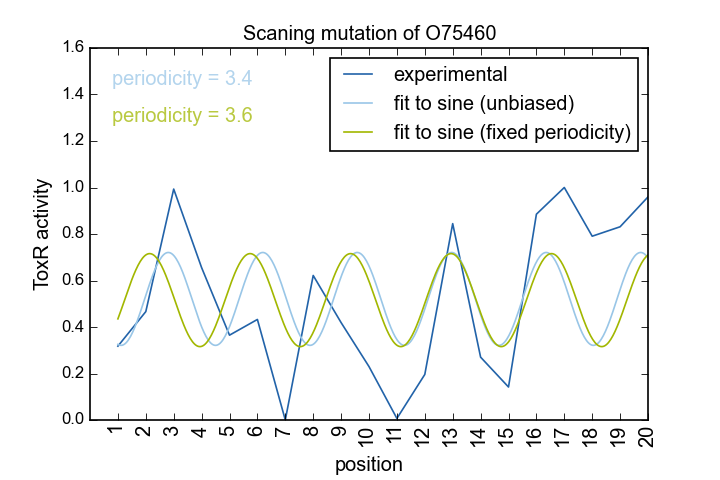 Scaning mutation of O75460
periodicity = 3.4
periodicity = 3.6
experimental
fit to sine (unbiased)
fit to sine (fixed periodicity)
ToxR activity
1.6
1.4
1.2
1.0
0.8
0.6
0.4
0.2
0.0
1 2 3 4 5 6 7 8 9 10 11 12 13 14 15 16 17 18 19 20
position